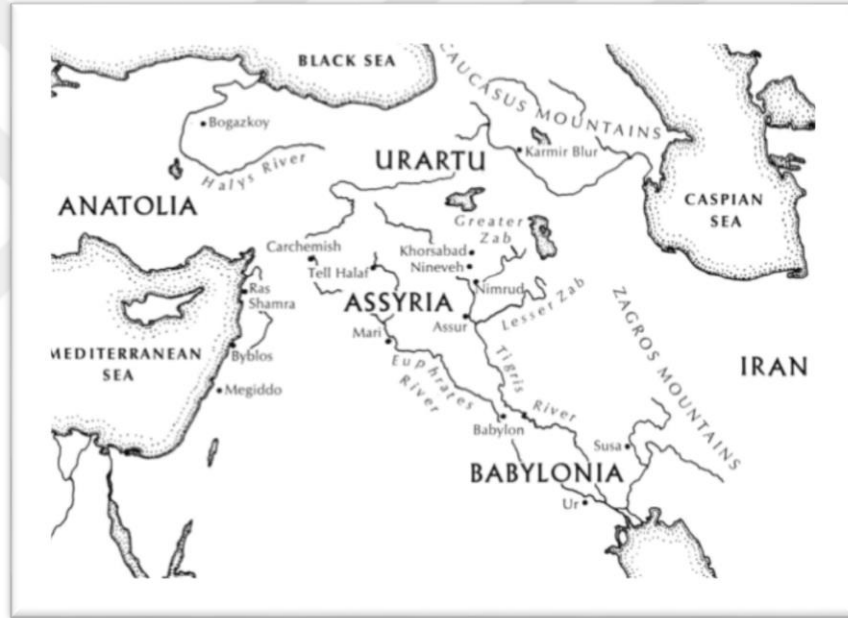 BLACK SEA
CAUCASUS MOUNTAINS
Bogazkoy
Karmir Blur
URARTU
Halys River
ANATOLIA
CASPIAN
SEA
Greater
Zab
Carchemish
Khorsabad
Tell Halaf
Nineveh
Ras
Shamra
Nimrud
ASSYRIA
Lesser Zab
Assur
Mari
ZAGROS MOUNTAINS
MEDITERRANEAN
SEA
Byblos
Euphrates
River
Tigris River
IRAN
Megiddo
Babylon
Susa
BABYLONIA
Ur